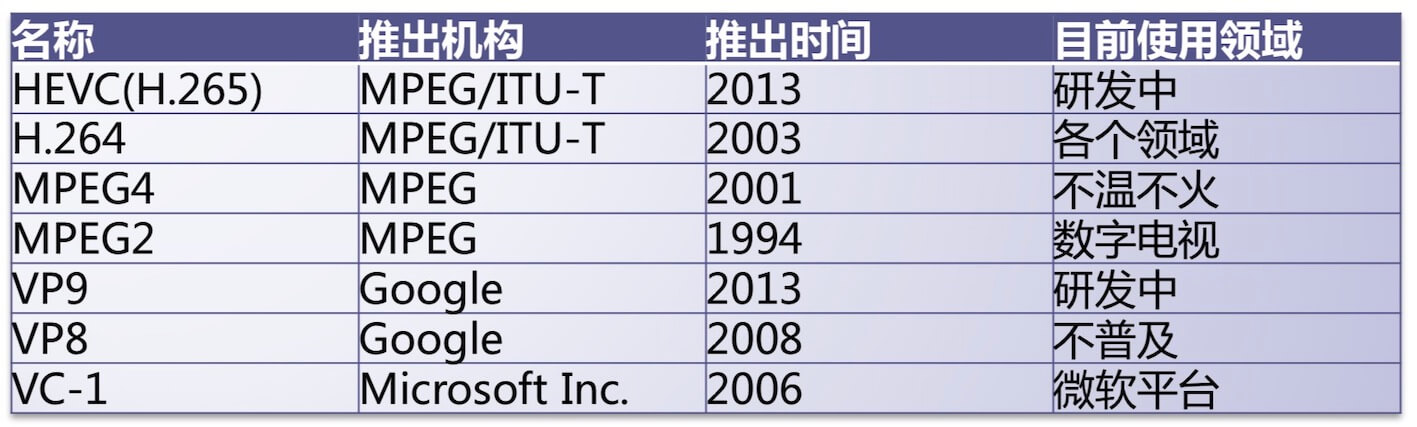 名称 推出机构 推出时间 目前使用领域
HEVC(H.265) MPEG/ITU-T 2013 研发中
H.264 MPEG/ITU-T 2003 各个领域
MPEG4 MPEG 2001 不温不火
MPEG2 MPEG 1994 数字电视
VP9 Google 2013 研发中
VP8 Google 2008 不普及
VC-1 Microsoft Inc. 2006 微软平台